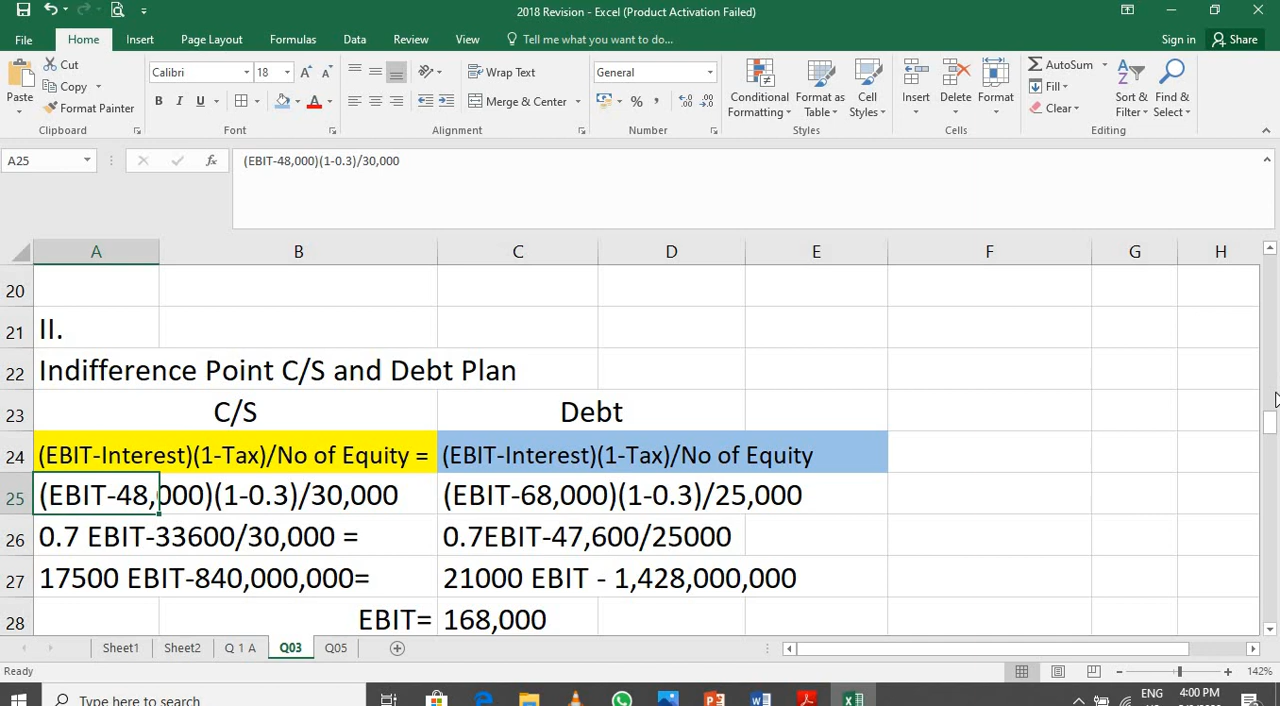 2018 Revision - Excel (Product Activation Failed)
File Home Insert Page Layout Formulas Data Review View Tell me what you want to do... Sign in Share
Paste Cut Copy Format Painter Clipboard
Calibri 18 A A B I U A Font
Wrap Text Merge & Center Alignment
General % , Number
Conditional Formatting Format as Table Cell Styles Styles
Insert Delete Format Cells
AutoSum Fill Clear Sort & Filter Find & Select Editing
A25 fx (EBIT-48,000)(1-0.3)/30,000
A B C D E F G H
20
21 II.
22 Indifference Point C/S and Debt Plan
23 C/S Debt
24 (EBIT-Interest)(1-Tax)/No of Equity = (EBIT-Interest)(1-Tax)/No of Equity
25 (EBIT-48,000)(1-0.3)/30,000 (EBIT-68,000)(1-0.3)/25,000
26 0.7 EBIT-33600/30,000 = 0.7EBIT-47,600/25000
27 17500 EBIT-840,000,000= 21000 EBIT - 1,428,000,000
28 EBIT= 168,000
Sheet1 Sheet2 Q 1 A Q03 Q05
Ready 142%
Type here to search ENG 4:00 PM